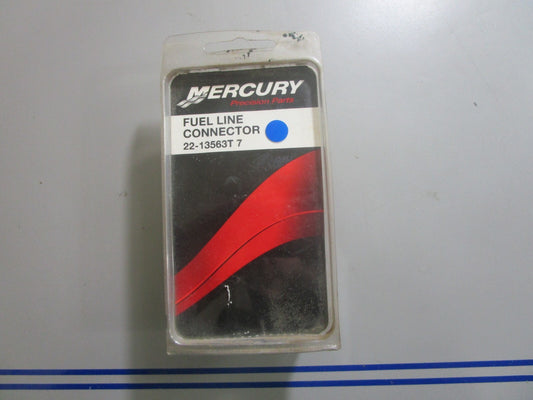 MERCURY
Precision Parts
FUEL LINE
CONNECTOR
22-13563T 7